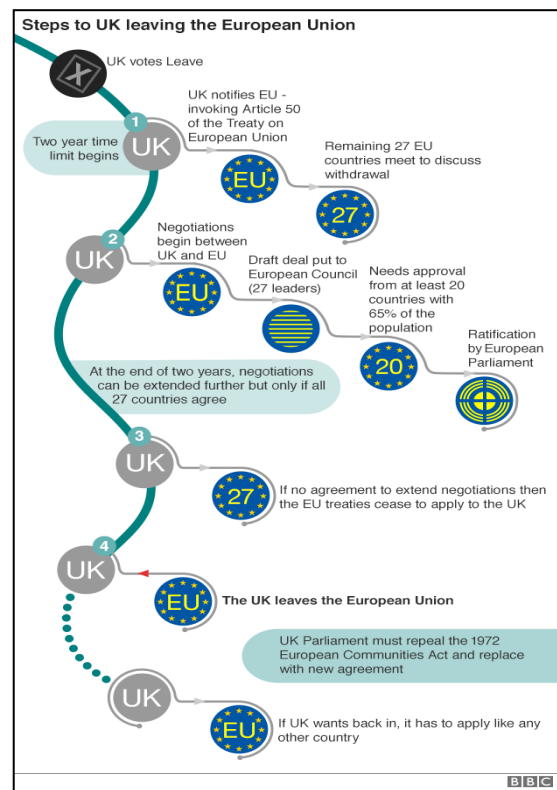 Steps to UK leaving the European Union
X
UK votes Leave
1
UK
Two year time
limit begins
UK notifies EU -
invoking Article 50
of the Treaty on
European Union
EU
Remaining 27 EU
countries meet to discuss
withdrawal
27
2
UK
Negotiations
begin between
UK and EU
EU
Draft deal put to
European Council
(27 leaders)
Needs approval
from at least 20
countries with
65% of the
population
20
Ratification
by European
Parliament
At the end of two years, negotiations
can be extended further but only if all
27 countries agree
3
UK
27
If no agreement to extend negotiations then
the EU treaties cease to apply to the UK
4
UK
EU
The UK leaves the European Union
UK Parliament must repeal the 1972
European Communities Act and replace
with new agreement
UK
EU
If UK wants back in, it has to apply like any
other country
BBC